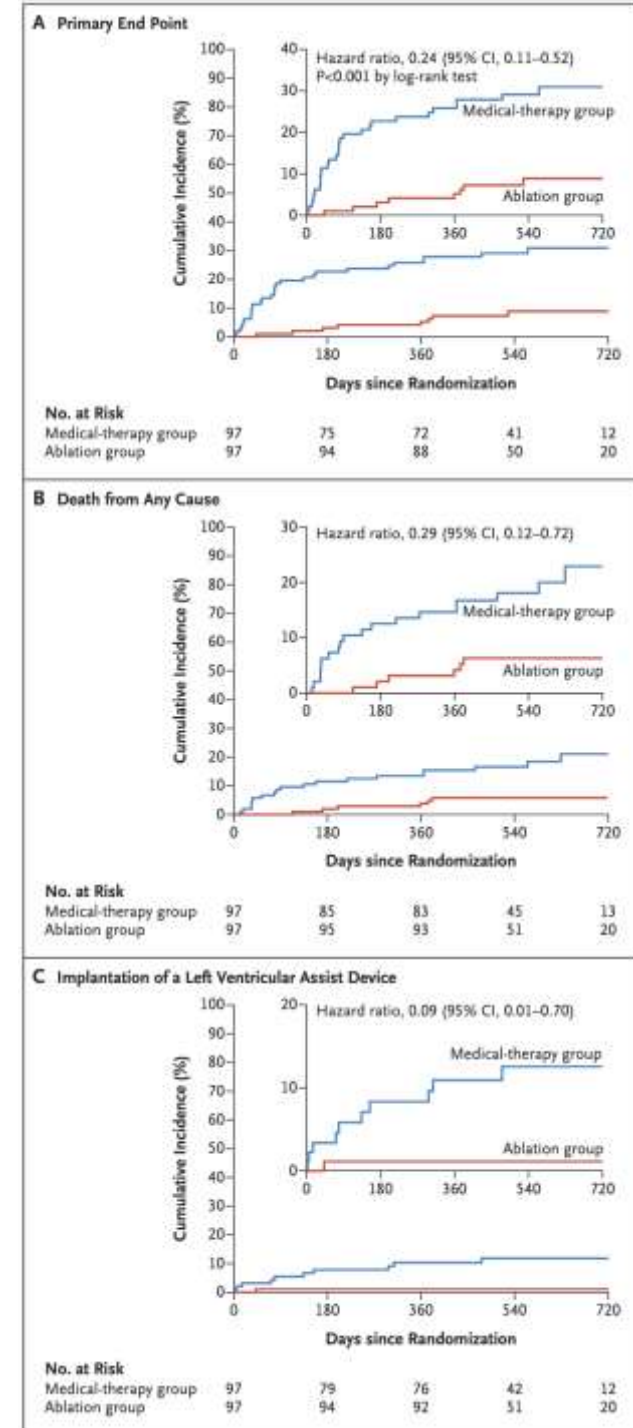 A Primary End Point
Cumulative Incidence (%)
100
90
80
70
60
50
40
30
20
10
0
0 180 360 540 720
Days since Randomization
40
30
20
10
0
0 180 360 540 720
Hazard ratio, 0.24 (95% CI, 0.11–0.52)
P<0.001 by log-rank test
Medical-therapy group
Ablation group
No. at Risk
Medical-therapy group 97 75 72 41 12
Ablation group 97 94 88 50 20
B Death from Any Cause
Cumulative Incidence (%)
100
90
80
70
60
50
40
30
20
10
0
0 180 360 540 720
Days since Randomization
30
20
10
0
0 180 360 540 720
Hazard ratio, 0.29 (95% CI, 0.12–0.72)
Medical-therapy group
Ablation group
No. at Risk
Medical-therapy group 97 85 83 45 13
Ablation group 97 95 93 51 20
C Implantation of a Left Ventricular Assist Device
Cumulative Incidence (%)
100
90
80
70
60
50
40
30
20
10
0
0 180 360 540 720
Days since Randomization
20
10
0
0 180 360 540 720
Hazard ratio, 0.09 (95% CI, 0.01–0.70)
Medical-therapy group
Ablation group
No. at Risk
Medical-therapy group 97 79 76 42 12
Ablation group 97 94 92 51 20